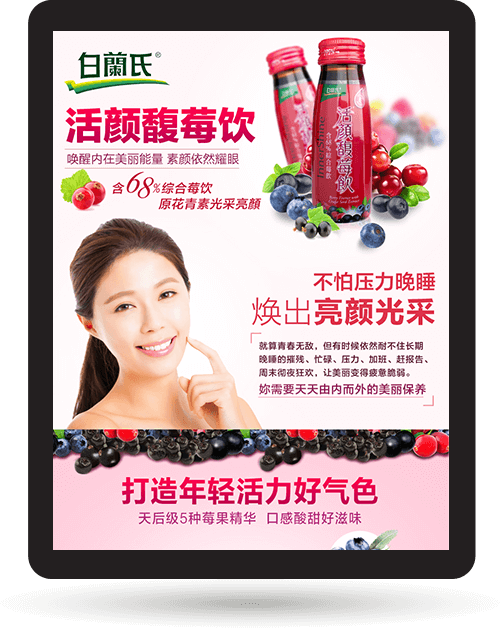 白蘭氏®
活颜馥莓饮
唤醒内在美丽能量 素颜依然耀眼
含68%综合莓饮
原花青素光采亮颜
白蘭氏
活顏馥莓飲
不怕压力晚睡
焕出亮颜光采
就算青春无敌，但有时候依然耐不住长期
晚睡的摧残、忙碌、压力、加班、赶报告、
周末彻夜狂欢，让美丽变得疲意脆弱。
妳需要天天由内而外的美丽保养
打造年轻活力好气色
天后级5种莓果精华 口感酸甜好滋味